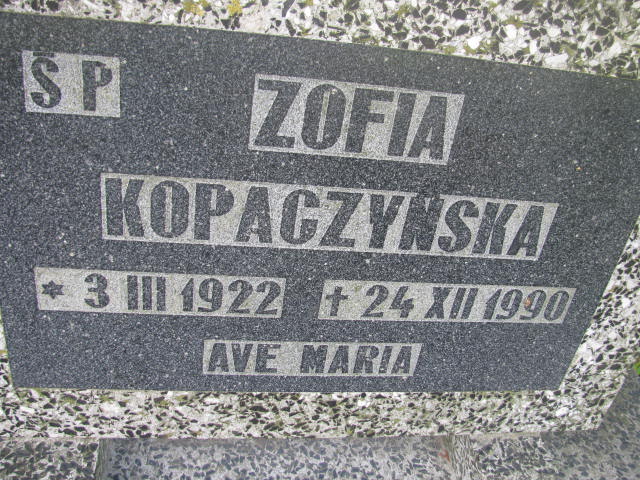 ŚP ZOFIA
KOPACZYŃSKA
* 3 III 1922 † 24 XII 1990
AVE MARIA